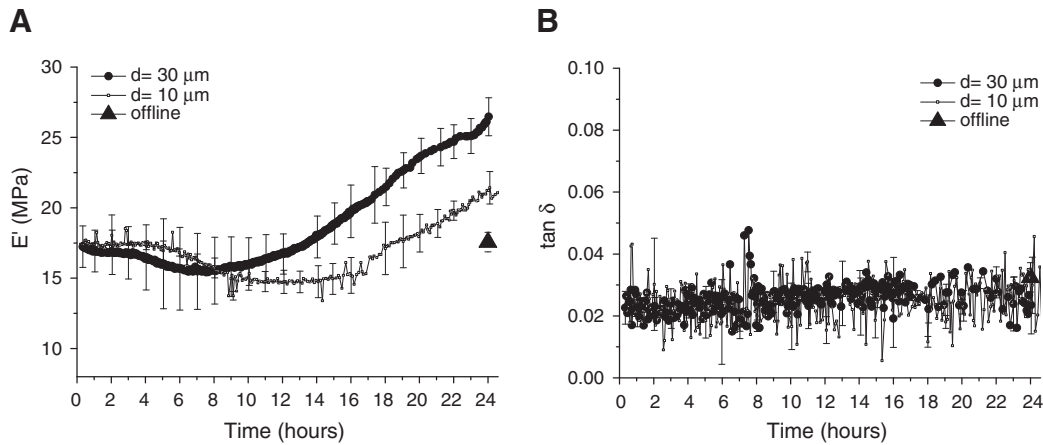 A
30
25
20
15
10
E' (MPa)
d= 30 μm
d= 10 μm
offline
0 2 4 6 8 10 12 14 16 18 20 22 24
Time (hours)
B
0.10
0.08
0.06
0.04
0.02
0.00
tan δ
d= 30 μm
d= 10 μm
offline
0 2 4 6 8 10 12 14 16 18 20 22 24
Time (hours)